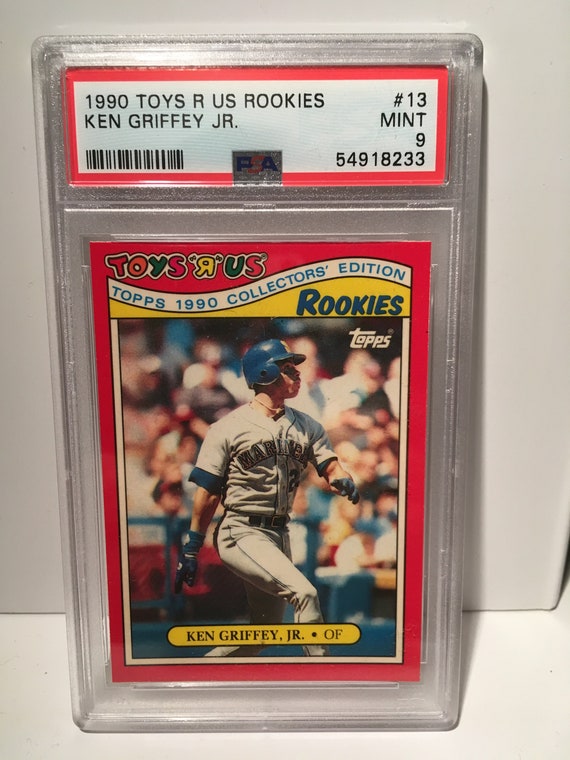 1990 TOYS R US ROOKIES #13
KEN GRIFFEY JR. MINT
9
PSA 54918233
TOYS "R" US
TOPPS 1990 COLLECTORS' EDITION
ROOKIES
Topps
MARINERS
KEN GRIFFEY, JR. • OF